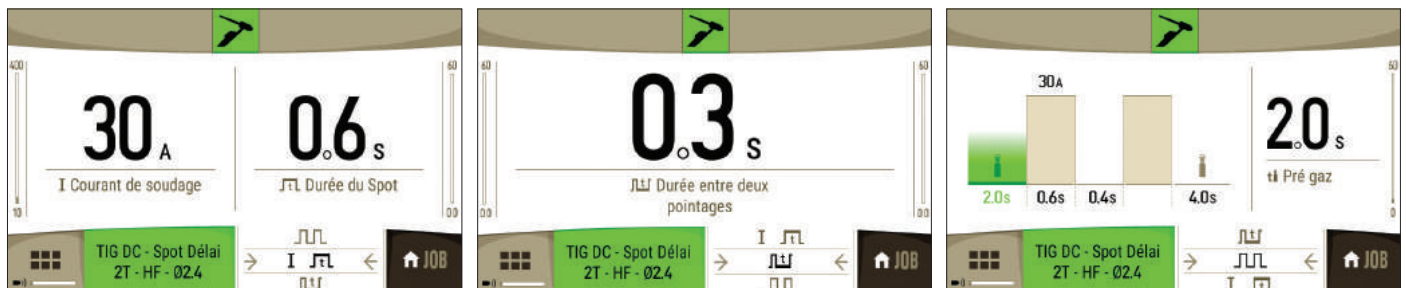 400
60
30 A
0.6 s
I Courant de soudage
t Durée du Spot
10
0.0
TIG DC - Spot Délai
2T - HF - Ø2.4
I t
t
JOB
60
60
0.3 s
t Durée entre deux
pointages
0.0
0.0
TIG DC - Spot Délai
2T - HF - Ø2.4
I t
t
JOB
60
30A
2.0 s
t Pré gaz
2.0s
0.6s
0.4s
4.0s
0
TIG DC - Spot Délai
2T - HF - Ø2.4
t
I t
JOB